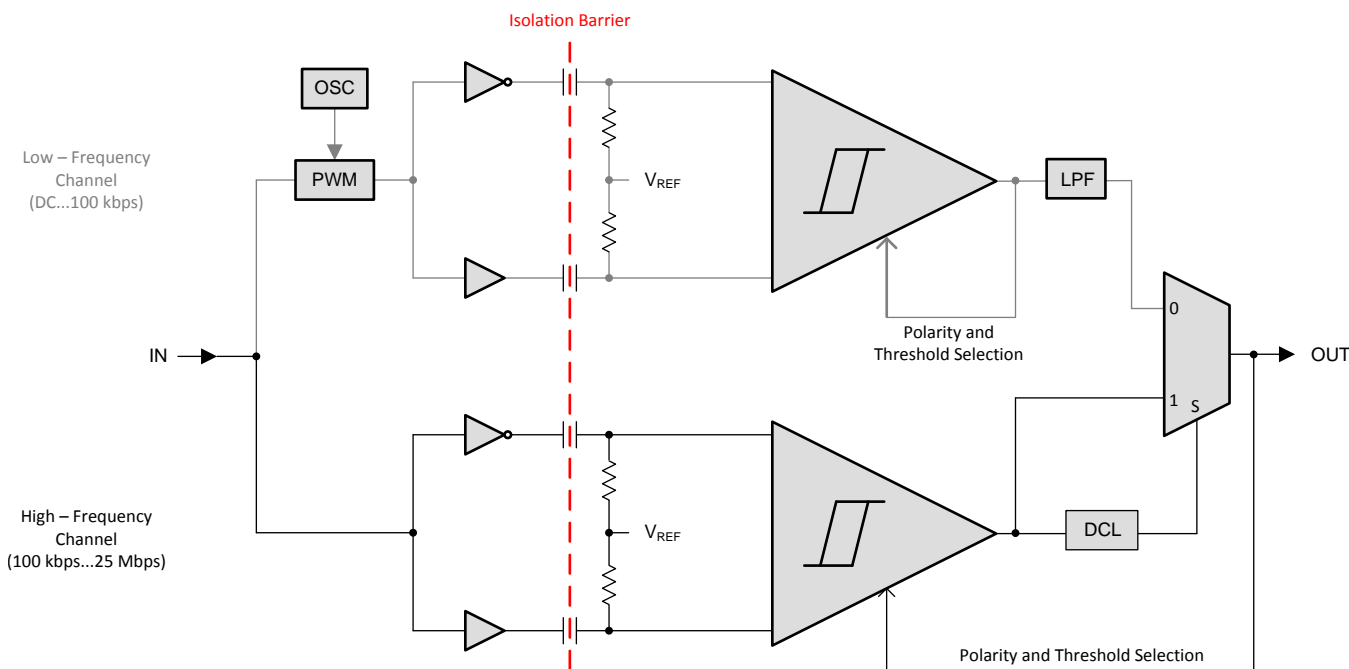 Isolation Barrier
OSC
Low – Frequency
Channel
(DC...100 kbps)
PWM
VREF
LPF
Polarity and
Threshold Selection
0
IN
OUT
1
S
High – Frequency
Channel
(100 kbps...25 Mbps)
VREF
DCL
Polarity and Threshold Selection